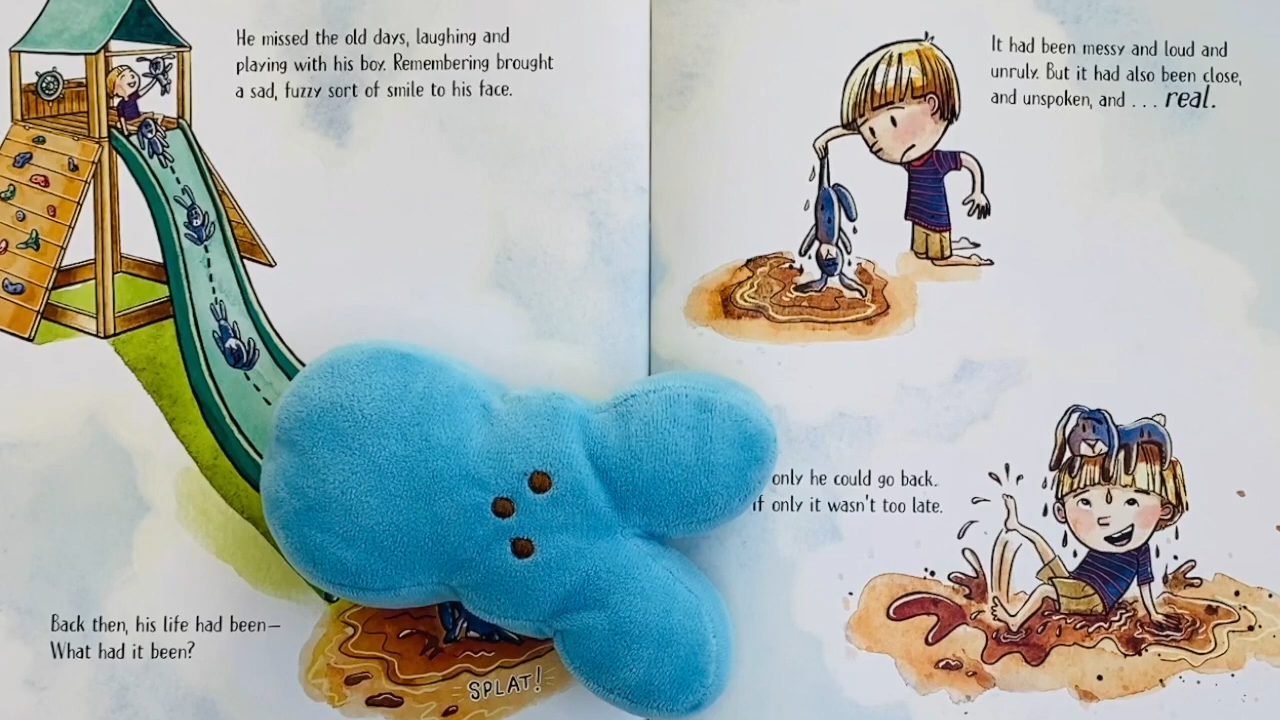 He missed the old days, laughing and
playing with his boy. Remembering brought
a sad, fuzzy sort of smile to his face.
Back then, his life had been—
What had it been?
SPLAT!
It had been messy and loud and
unruly. But it had also been close,
and unspoken, and . . . real.
only he could go back.
if only it wasn't too late.